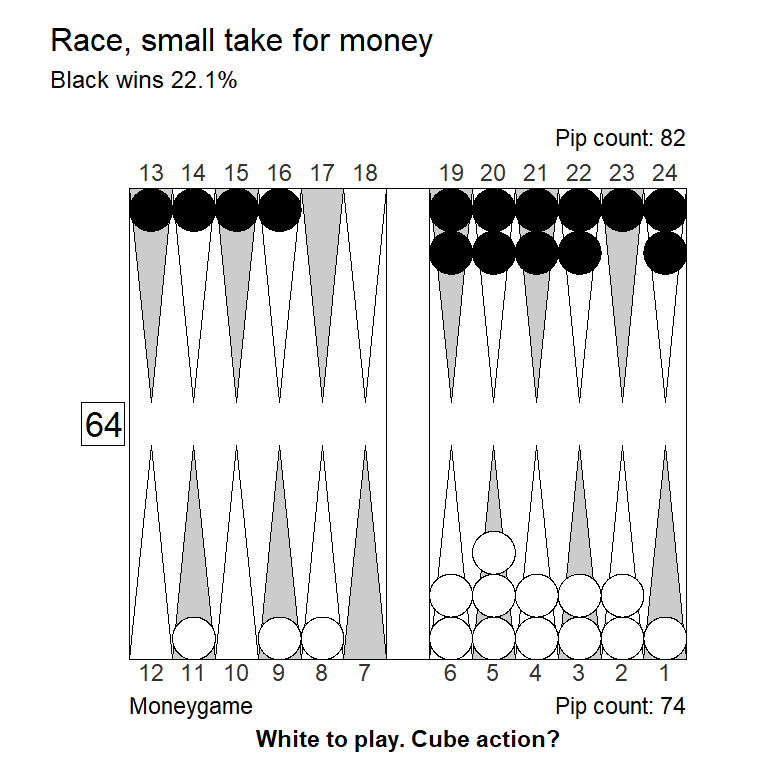 Race, small take for money
Black wins 22.1%
Pip count: 82
13 14 15 16 17 18 19 20 21 22 23 24
64
12 11 10 9 8 7 6 5 4 3 2 1
Moneygame Pip count: 74
White to play. Cube action?